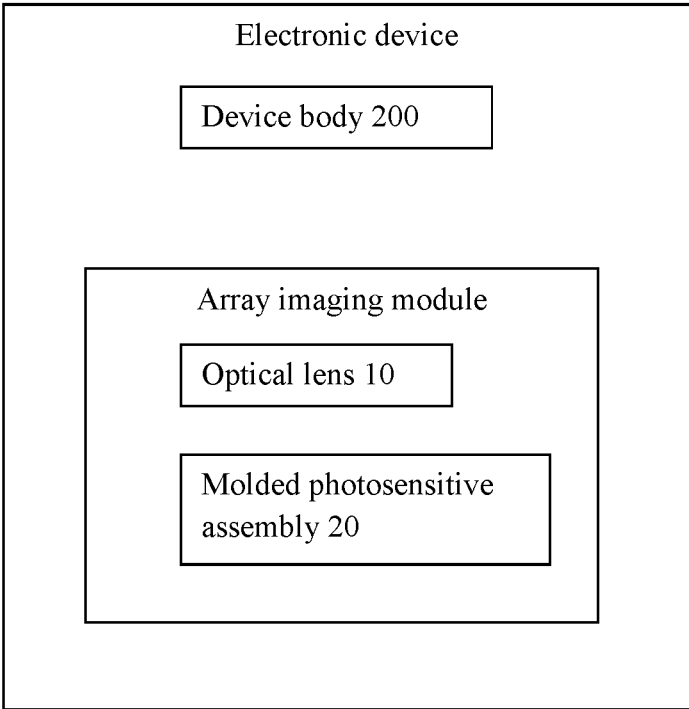 Electronic device
Device body 200
Array imaging module
Optical lens 10
Molded photosensitive
assembly 20